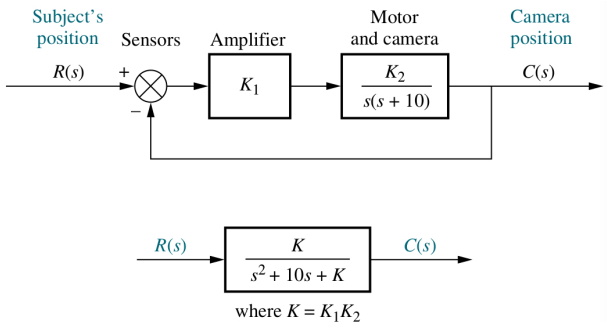 Subject's
position
Sensors
Amplifier
Motor
and camera
Camera
position
R(s)
+
−
K₁
K₂
s(s + 10)
C(s)
R(s)
K
s² + 10s + K
C(s)
where K = K₁K₂